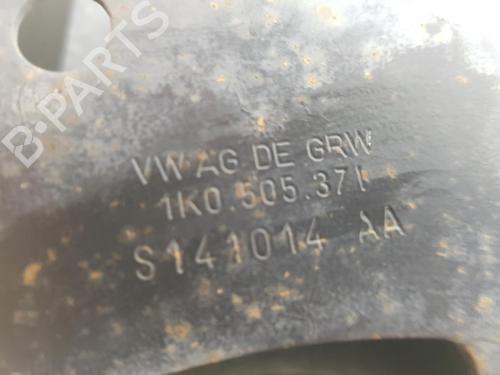 B-PARTS
VW AG DE GRW
1K0.505.371
S141014 AA